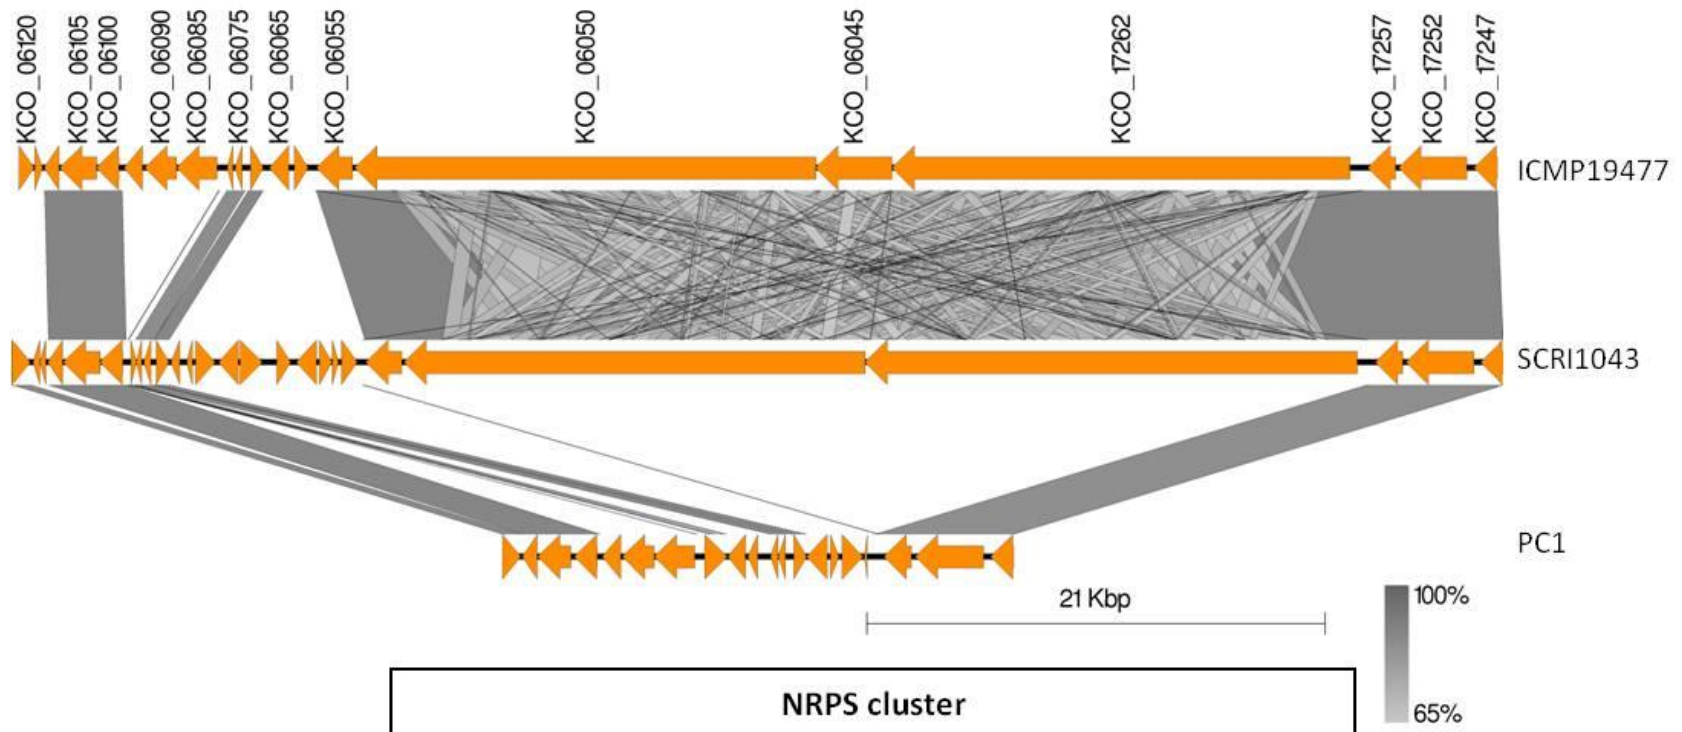 KCO_06120
KCO_06105
KCO_06100
KCO_06090
KCO_06085
KCO_06075
KCO_06065
KCO_06055
KCO_06050
KCO_06045
KCO_17262
KCO_17257
KCO_17252
KCO_17247
ICMP19477
SCRI1043
PC1
21 Kbp
100%
65%
NRPS cluster